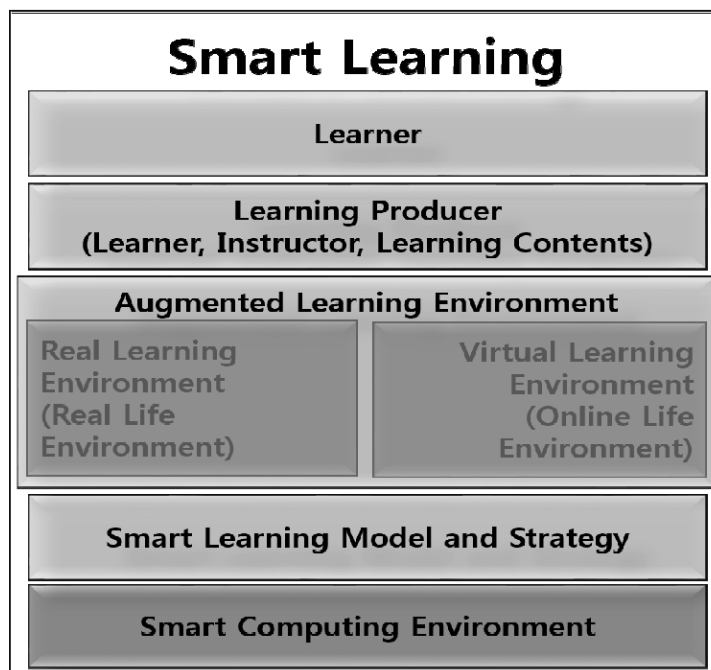 Smart Learning
Learner
Learning Producer
(Learner, Instructor, Learning Contents)
Augmented Learning Environment
Real Learning
Environment
(Real Life
Environment)
Virtual Learning
Environment
(Online Life
Environment)
Smart Learning Model and Strategy
Smart Computing Environment